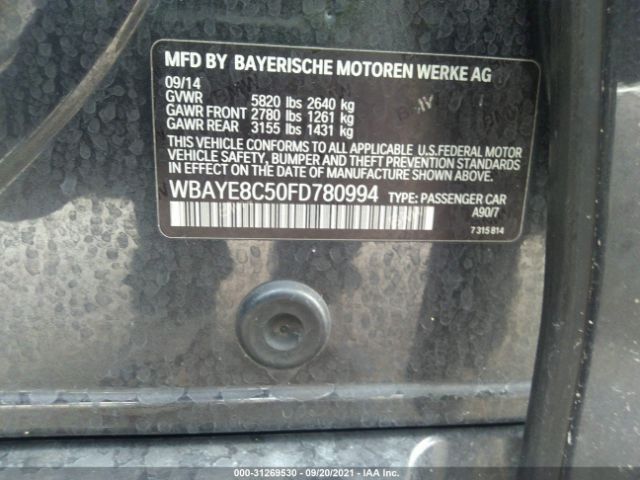 MFD BY BAYERISCHE MOTOREN WERKE AG
09/14
GVWR 5820 lbs 2640 kg
GAWR FRONT 2780 lbs 1261 kg
GAWR REAR 3155 lbs 1431 kg
THIS VEHICLE CONFORMS TO ALL APPLICABLE U.S.FEDERAL MOTOR
VEHICLE SAFETY, BUMPER AND THEFT PREVENTION STANDARDS
IN EFFECT ON THE DATE OF MANUFACTURE SHOWN ABOVE.
WBAYE8C50FD780994 TYPE: PASSENGER CAR
A90/7
7315814
000-31269530 - 09/20/2021 - IAA Inc.